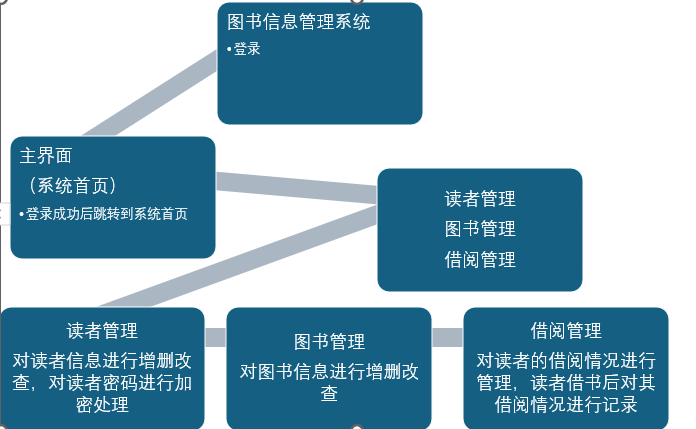 图书信息管理系统
•登录
主界面
（系统首页）
•登录成功后跳转到系统首页
读者管理
图书管理
借阅管理
读者管理
对读者信息进行增删改
查，对读者密码进行加
密处理
图书管理
对图书信息进行增删改
查
借阅管理
对读者的借阅情况进行
管理，读者借书后对其
借阅情况进行记录